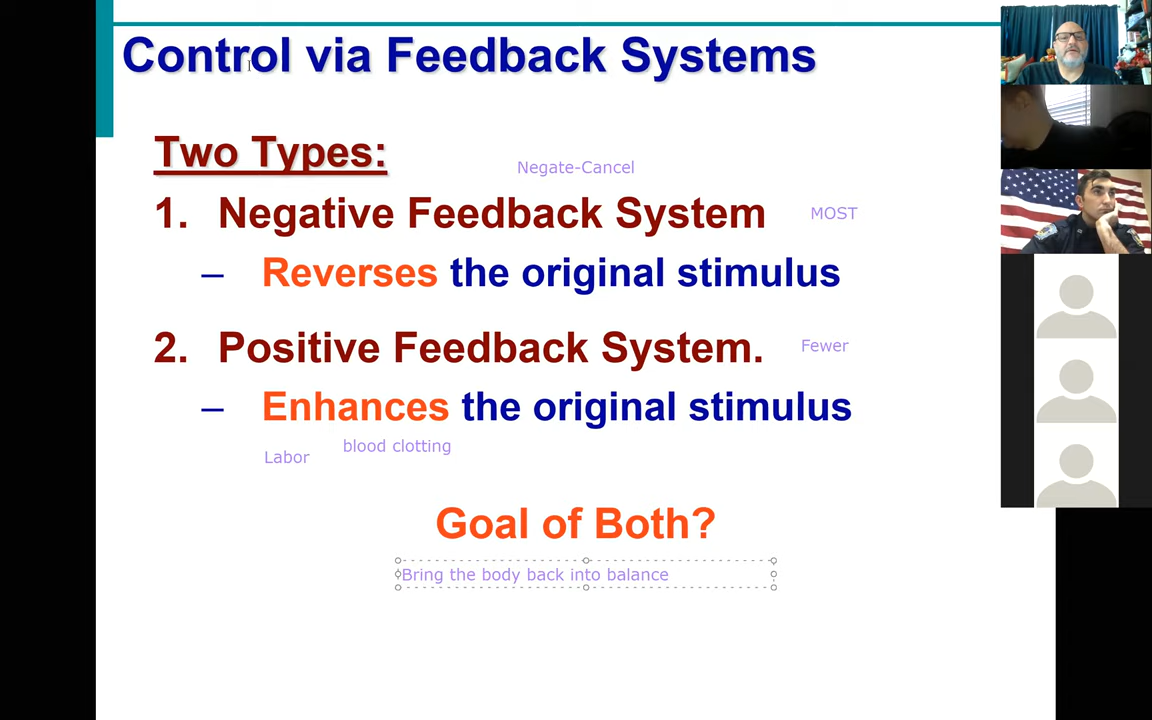 Control via Feedback Systems
Two Types:
Negate-Cancel
1. Negative Feedback System
MOST
– Reverses the original stimulus
2. Positive Feedback System.
Fewer
– Enhances the original stimulus
blood clotting
Labor
Goal of Both?
Bring the body back into balance